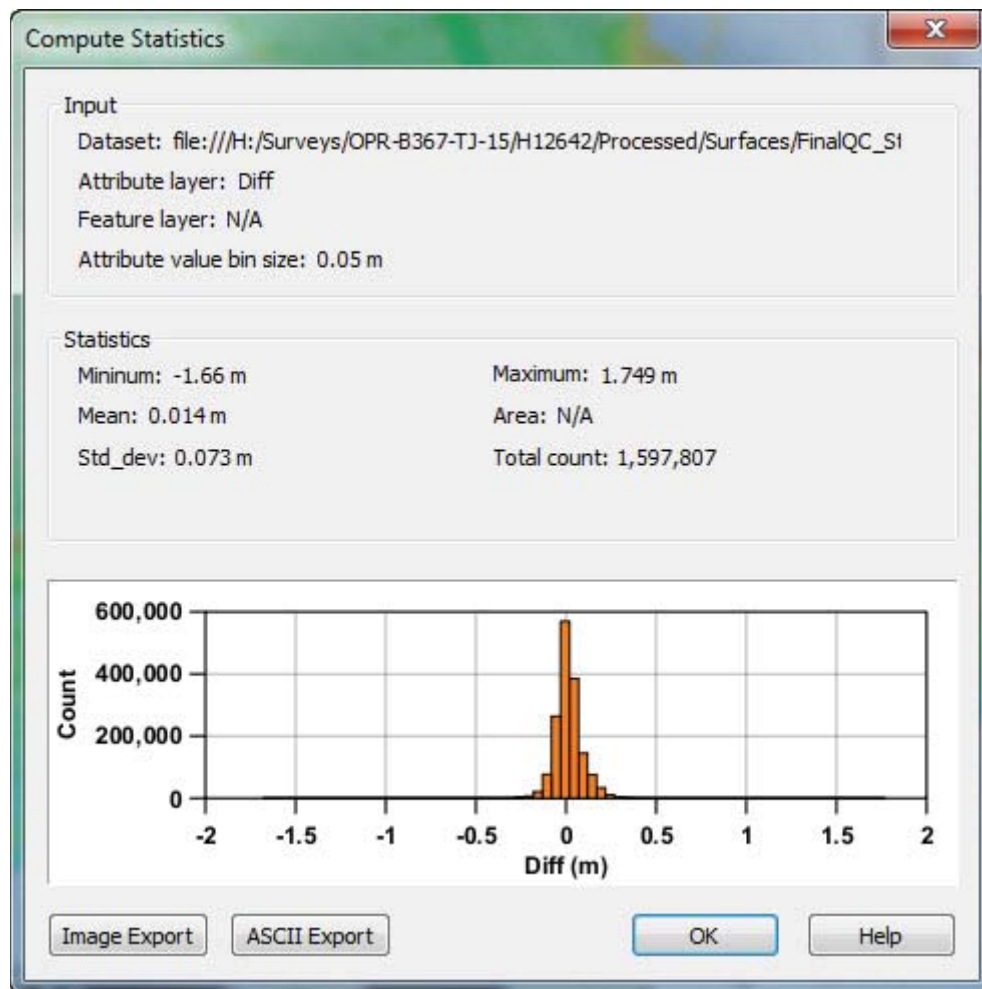 Compute Statistics
Input
Dataset: file:///H:/Surveys/OPR-B367-TJ-15/H12642/Processed/Surfaces/FinalQC_St
Attribute layer: Diff
Feature layer: N/A
Attribute value bin size: 0.05 m
Statistics
Mininum: -1.66 m
Maximum: 1.749 m
Mean: 0.014 m
Area: N/A
Std_dev: 0.073 m
Total count: 1,597,807
600,000
400,000
200,000
0
Count
-2 -1.5 -1 -0.5 0 0.5 1 1.5 2
Diff (m)
Image Export
ASCII Export
OK
Help